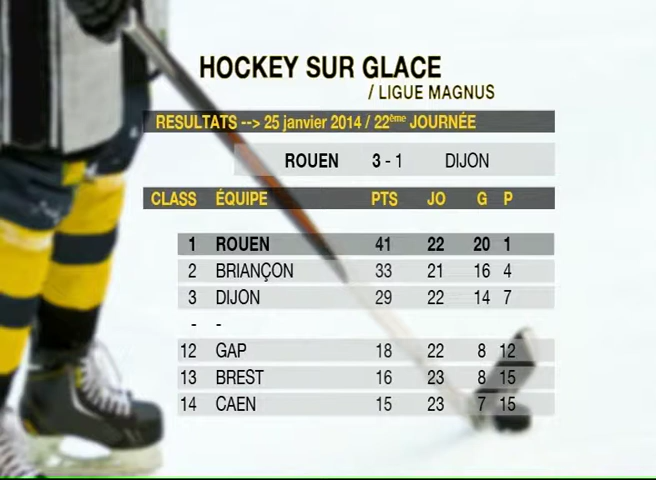 HOCKEY SUR GLACE
/ LIGUE MAGNUS
RESULTATS --> 25 janvier 2014 / 22ème JOURNÉE
ROUEN 3 - 1 DIJON
CLASS ÉQUIPE PTS JO G P
1 ROUEN 41 22 20 1
2 BRIANÇON 33 21 16 4
3 DIJON 29 22 14 7
- -
12 GAP 18 22 8 12
13 BREST 16 23 8 15
14 CAEN 15 23 7 15